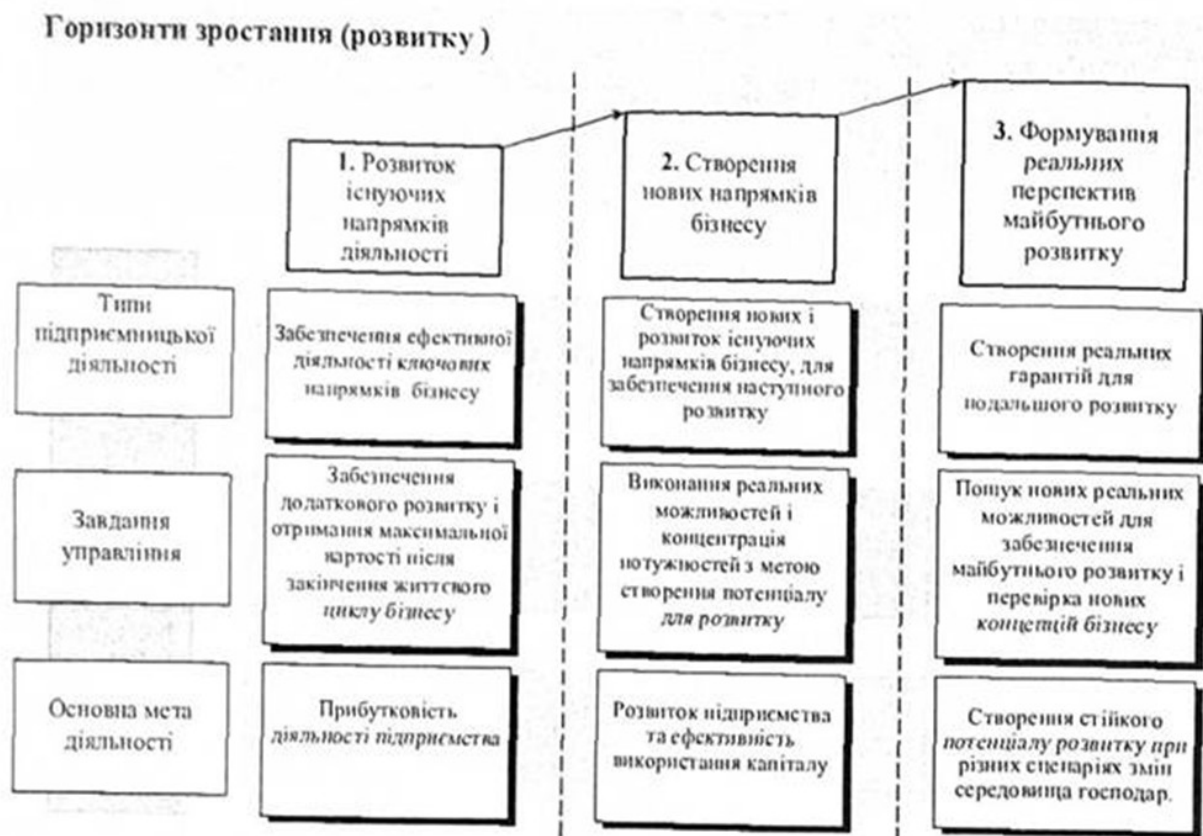 Горизонти зростання (розвитку )
1. Розвиток
існуючих
напрямків
діяльності
2. Створення
нових напрямків
бізнесу
3. Формування
реальних
перспектив
майбутнього
розвитку
Типи
підприємницької
діяльності
Забезпечення ефективної
діяльності ключових
напрямків бізнесу
Створення нових і
розвиток існуючих
напрямків бізнесу, для
забезпечення наступного
розвитку
Створення реальних
гарантій для
подальшого розвитку
Завдання
управління
Забезпечення
додаткового розвитку і
отримання максимальної
вартості після
закінчення життєвого
циклу бізнесу
Виконання реальних
можливостей і
концентрація
потужностей з метою
створення потенціалу
для розвитку
Пошук нових реальних
можливостей для
забезпечення
майбутнього розвитку і
перевірка нових
концепцій бізнесу
Основна мета
діяльності
Прибутковість
діяльності підприємства
Розвиток підприємства
та ефективність
використання капіталу
Створення стійкого
потенціалу розвитку при
різних сценаріях змін
середовища господар.